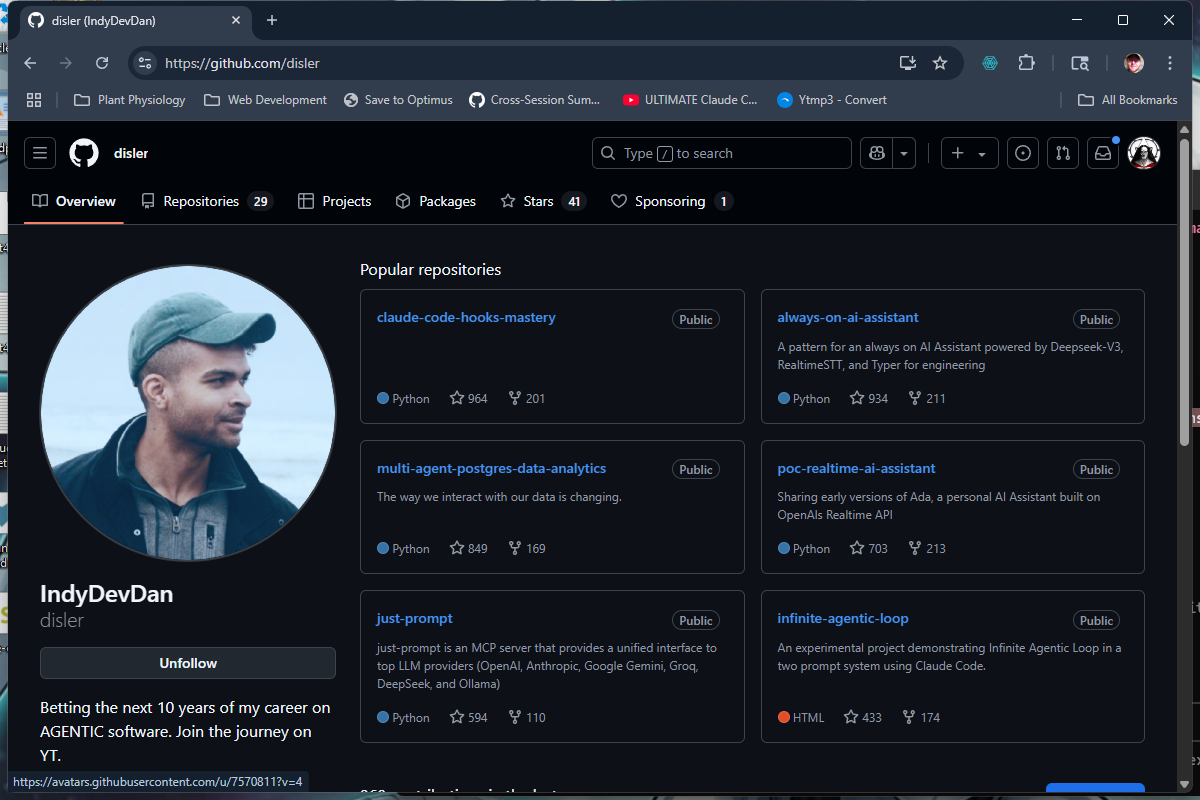 disler (IndyDevDan)
https://github.com/disler
Plant Physiology
Web Development
Save to Optimus
Cross-Session Sum...
ULTIMATE Claude C...
Ytmp3 - Convert
All Bookmarks
disler
Type / to search
Overview
Repositories 29
Projects
Packages
Stars 41
Sponsoring 1
Popular repositories
claude-code-hooks-mastery
Public
Python 964 201
always-on-ai-assistant
Public
A pattern for an always on AI Assistant powered by Deepseek-V3,
RealtimeSTT, and Typer for engineering
Python 934 211
multi-agent-postgres-data-analytics
Public
The way we interact with our data is changing.
Python 849 169
poc-realtime-ai-assistant
Public
Sharing early versions of Ada, a personal AI Assistant built on
OpenAIs Realtime API
Python 703 213
just-prompt
Public
just-prompt is an MCP server that provides a unified interface to
top LLM providers (OpenAI, Anthropic, Google Gemini, Groq,
DeepSeek, and Ollama)
Python 594 110
infinite-agentic-loop
Public
An experimental project demonstrating Infinite Agentic Loop in a
two prompt system using Claude Code.
HTML 433 174
IndyDevDan
disler
Unfollow
Betting the next 10 years of my career on
AGENTIC software. Join the journey on
YT.
https://avatars.githubusercontent.com/u/7570811?v=4